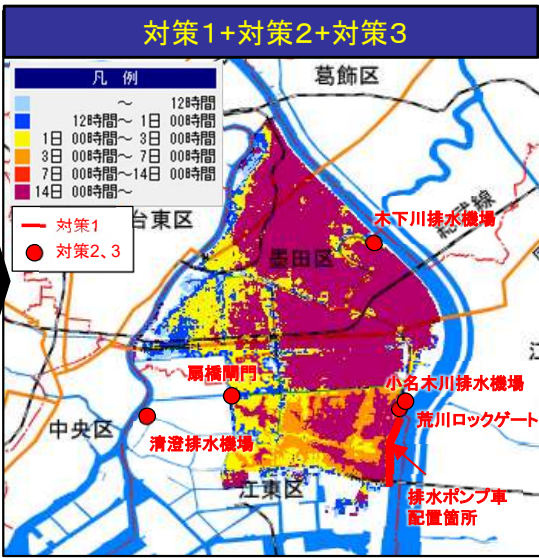 対策1+対策2+対策3
凡 例
～ 12時間
12時間～ 1日 00時間
1日 00時間～ 3日 00時間
3日 00時間～ 7日 00時間
7日 00時間～14日 00時間
14日 00時間～
対策1
対策2、3
葛飾区
台東区
総武線
木下川排水機場
墨田区
扇橋閘門
小名木川排水機場
荒川ロックゲート
中央区
清澄排水機場
江東区
排水ポンプ車
配置箇所